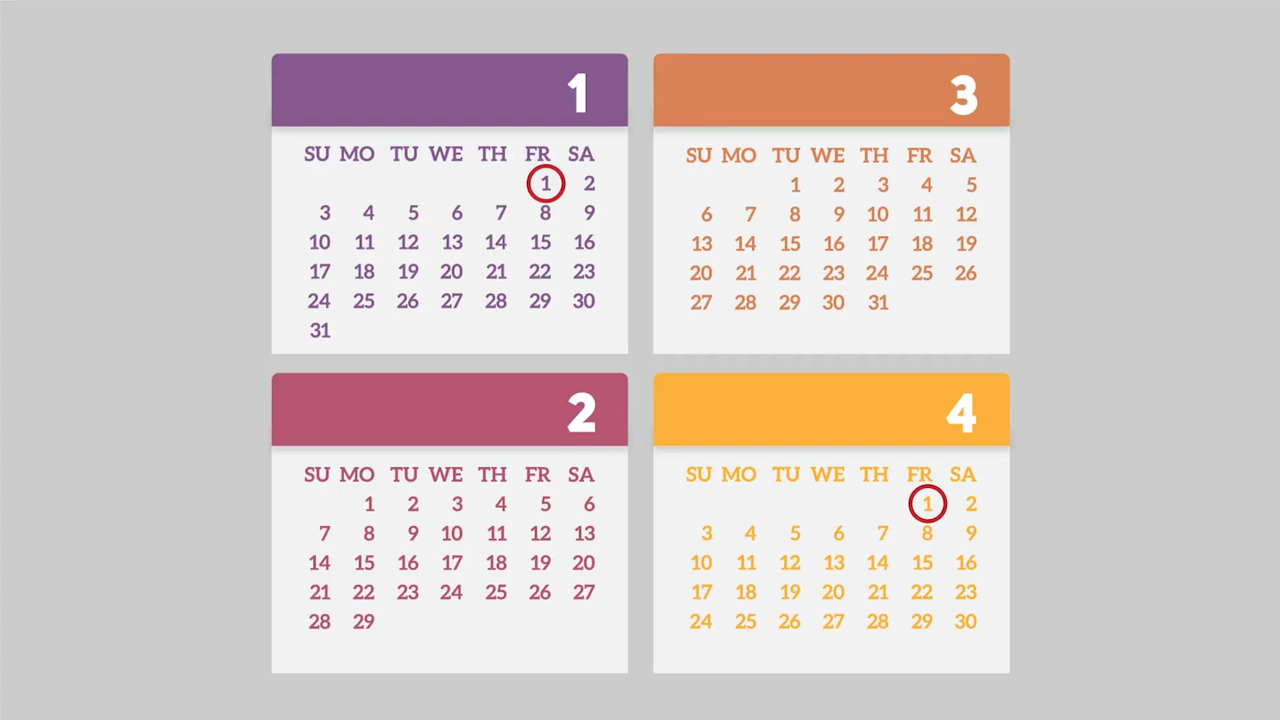 1
SU MO TU WE TH FR SA
1 2
3 4 5 6 7 8 9
10 11 12 13 14 15 16
17 18 19 20 21 22 23
24 25 26 27 28 29 30
31
2
SU MO TU WE TH FR SA
1 2 3 4 5 6
7 8 9 10 11 12 13
14 15 16 17 18 19 20
21 22 23 24 25 26 27
28 29
3
SU MO TU WE TH FR SA
1 2 3 4 5
6 7 8 9 10 11 12
13 14 15 16 17 18 19
20 21 22 23 24 25 26
27 28 29 30 31
4
SU MO TU WE TH FR SA
1 2
3 4 5 6 7 8 9
10 11 12 13 14 15 16
17 18 19 20 21 22 23
24 25 26 27 28 29 30